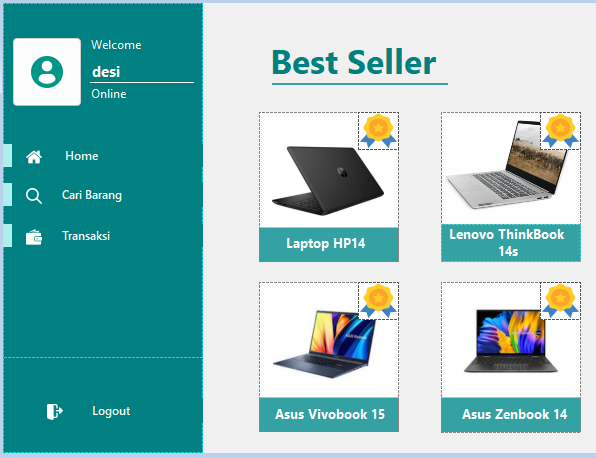 Welcome
desi
Online
Home
Cari Barang
Transaksi
Logout
Best Seller
Laptop HP14
Lenovo ThinkBook
14s
Asus Vivobook 15
Asus Zenbook 14